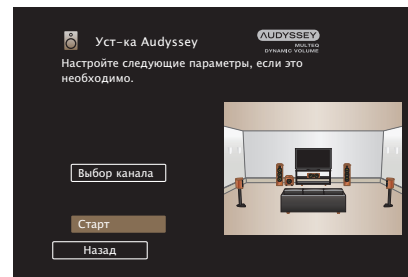 Уст-ка Audyssey
AUDYSSEY
MULTEQ
DYNAMIC VOLUME
Настройте следующие параметры, если это
необходимо.
Выбор канала
Старт
Назад